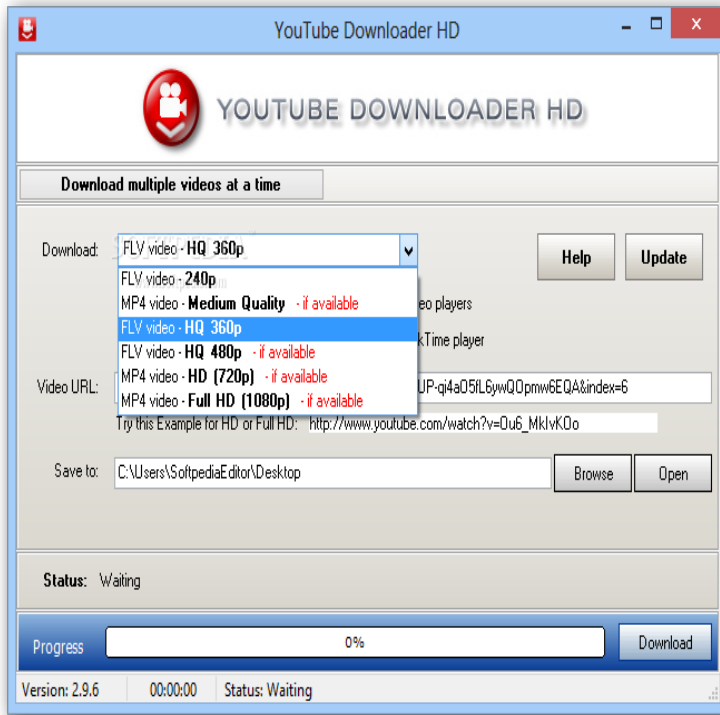 YouTube Downloader HD
YOUTUBE DOWNLOADER HD
Download multiple videos at a time
Download: FLV video - HQ 360p Help Update
FLV video - 240p
MP4 video - Medium Quality - if available
eo players
FLV video - HQ 360p
kTime player
FLV video - HQ 480p - if available
MP4 video - HD (720p) - if available
Video URL: UP-qi4aO5fL6ywQOpmw6EQA&index=6
MP4 video - Full HD (1080p) - if available
Try this Example for HD or Full HD: http://www.youtube.com/watch?v=Ou6_MkIvKOo
Save to: C:\Users\SoftpediaEditor\Desktop Browse Open
Status: Waiting
Progress 0% Download
Version: 2.9.6 00:00:00 Status: Waiting